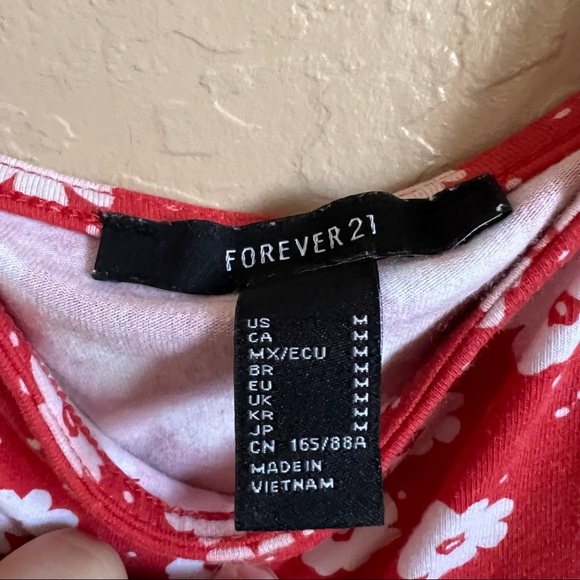 FOREVER 21
US M
CA M
MX/ECU M
BR M
EU M
UK M
KR M
JP M
CN 165/88A
MADE IN
VIETNAM